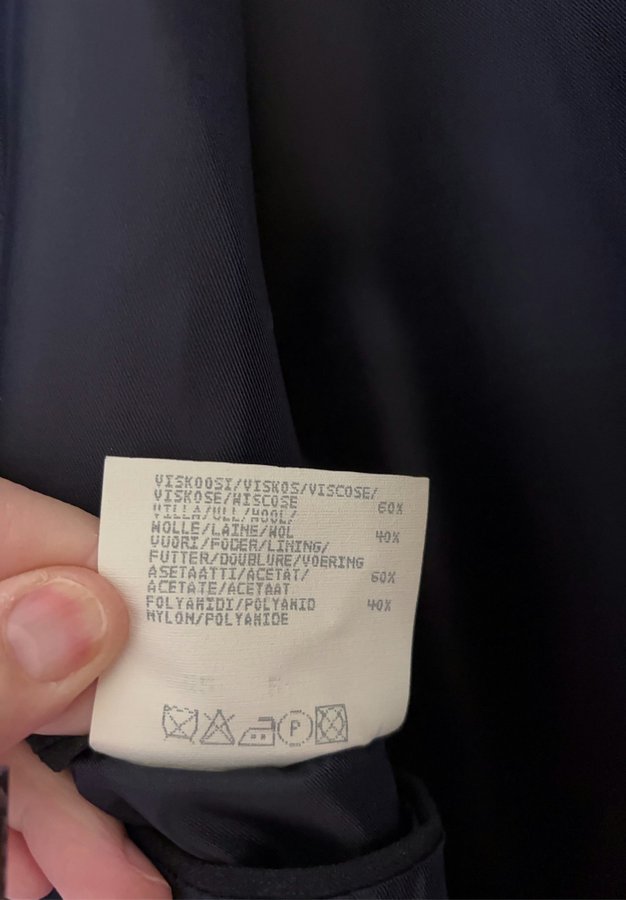 VISKOOSI/VISKOS/VISCOSE/
VISKOSE/WISCOSE 60%
VILLA/ULL/WOOL/
WOLLE/LAINE/WOL 40%
VUORI/FODER/LINING/
FUTTER/DOUBLURE/VOERING
ASETAATTI/ACETAT/ 60%
ACETATE/ACETAAT
POLYAMIDI/POLYAMID 40%
NYLON/POLYAMIDE
P